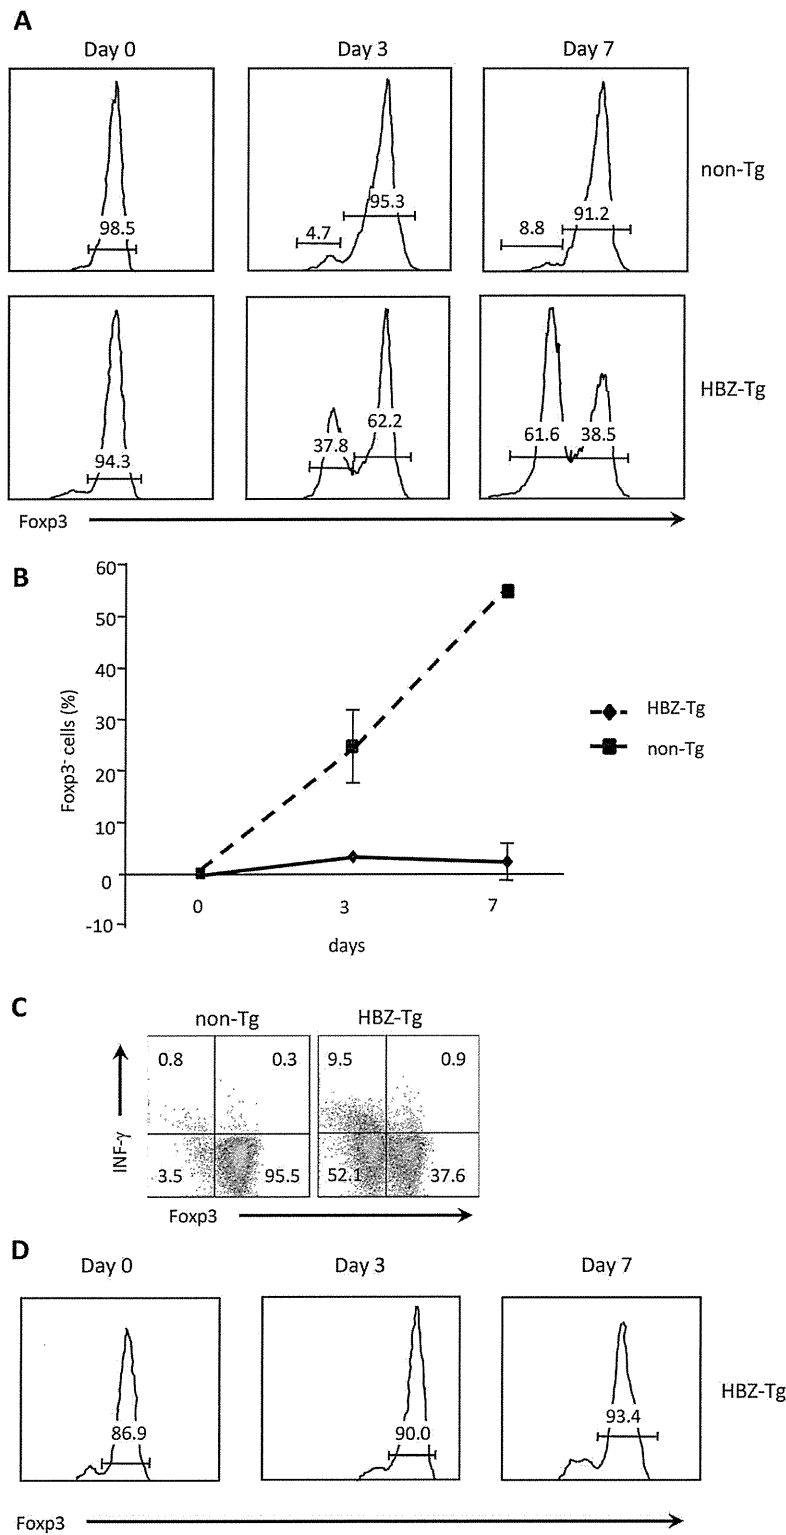 A
Day 0 Day 3 Day 7
98.5 4.7 95.3 8.8 91.2 non-Tg
94.3 37.8 62.2 61.6 38.5 HBZ-Tg
Foxp3
B
60
50
40
30
20
10
0
-10
Foxp3- cells (%)
0 3 7
days
HBZ-Tg
non-Tg
C
non-Tg HBZ-Tg
0.8 0.3 9.5 0.9
3.5 95.5 52.1 37.6
INF-γ
Foxp3
D
Day 0 Day 3 Day 7
86.9 90.0 93.4 HBZ-Tg
Foxp3